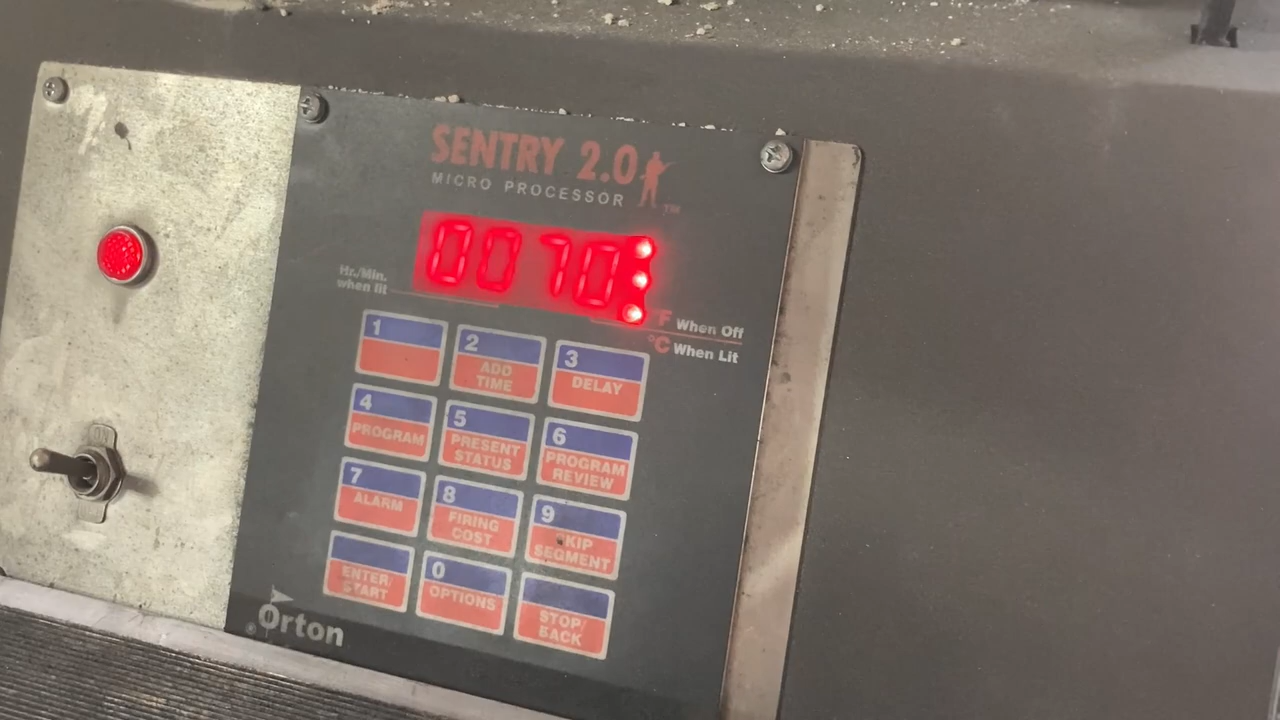 SENTRY 2.0
MICRO PROCESSOR
TM
0070
Hr./Min.
when lit
°F When Off
°C When Lit
1
2
ADD
TIME
3
DELAY
4
PROGRAM
5
PRESENT
STATUS
6
PROGRAM
REVIEW
7
ALARM
8
FIRING
COST
9
SKIP
SEGMENT
ENTER/
START
0
OPTIONS
STOP/
BACK
Orton